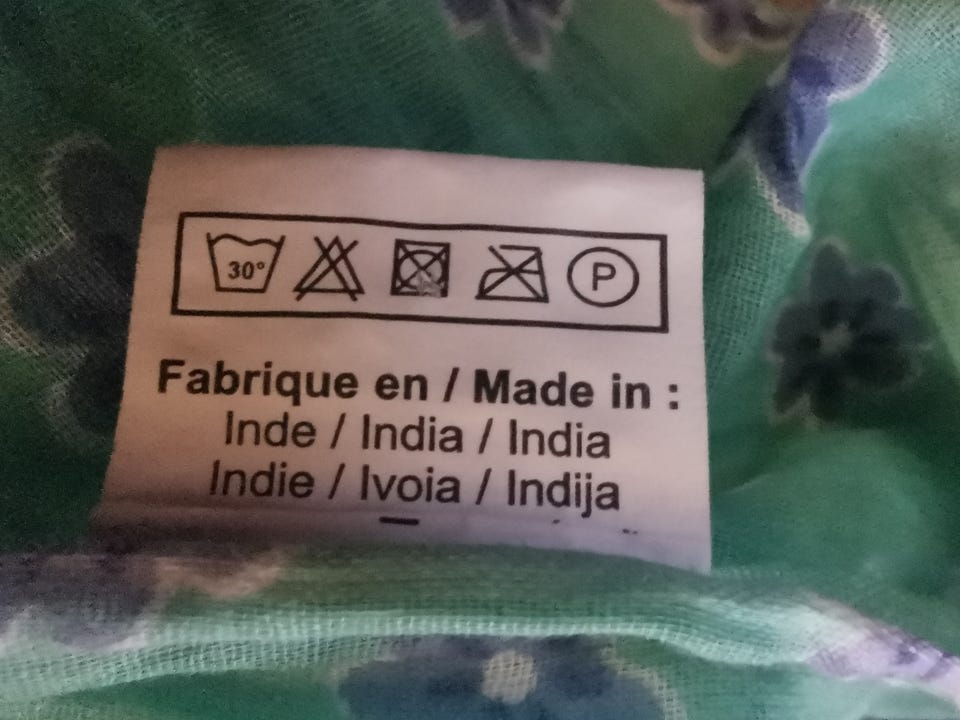 30°
P
Fabrique en / Made in :
Inde / India / India
Indie / Ivoia / Indija